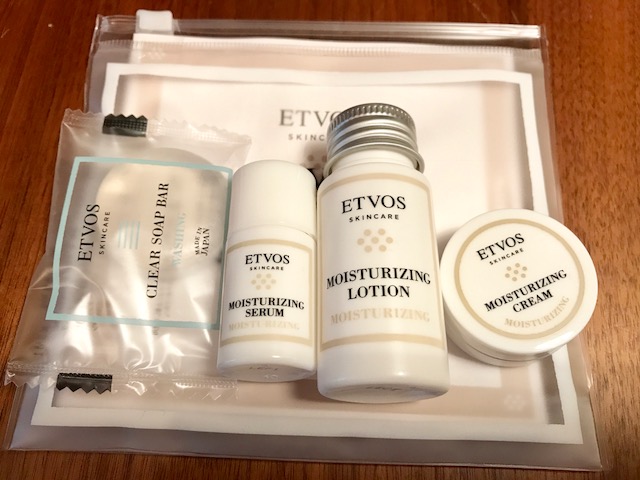 ETVOS
SKINCARE
ETVOS
SKINCARE
CLEAR SOAP BAR
WASHING
MADE IN
JAPAN
ETVOS
SKINCARE
MOISTURIZING
SERUM
MOISTURIZING
ETVOS
SKINCARE
MOISTURIZING
LOTION
MOISTURIZING
ETVOS
SKINCARE
MOISTURIZING
CREAM
MOISTURIZING